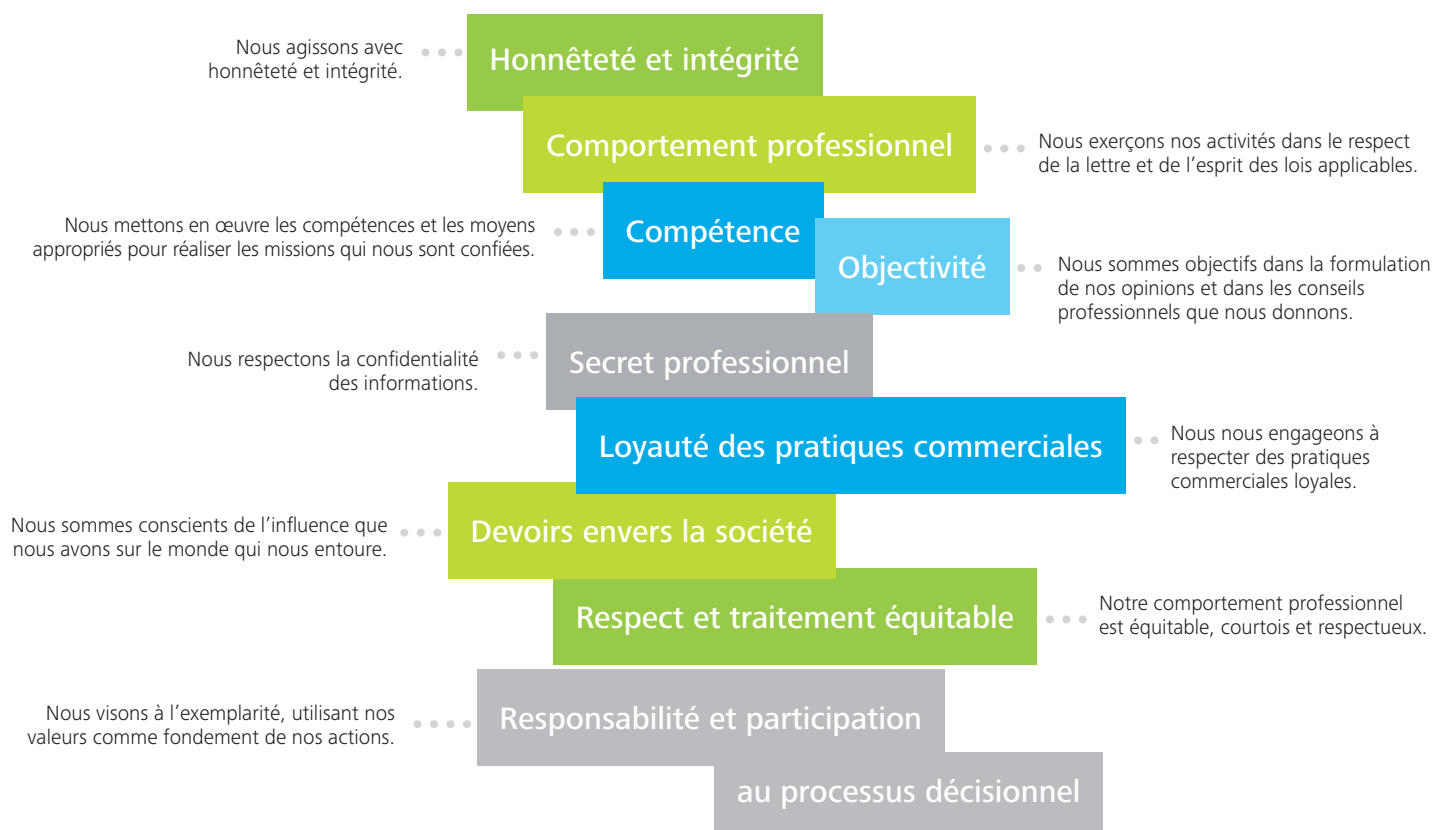 Nous agissons avec
honnêteté et intégrité.
Honnêteté et intégrité
Comportement professionnel
Nous exerçons nos activités dans le respect
de la lettre et de l’esprit des lois applicables.
Nous mettons en œuvre les compétences et les moyens
appropriés pour réaliser les missions qui nous sont confiées.
Compétence
Objectivité
Nous sommes objectifs dans la formulation
de nos opinions et dans les conseils
professionnels que nous donnons.
Nous respectons la confidentialité
des informations.
Secret professionnel
Loyauté des pratiques commerciales
Nous nous engageons à
respecter des pratiques
commerciales loyales.
Nous sommes conscients de l’influence que
nous avons sur le monde qui nous entoure.
Devoirs envers la société
Respect et traitement équitable
Notre comportement professionnel
est équitable, courtois et respectueux.
Nous visons à l’exemplarité, utilisant nos
valeurs comme fondement de nos actions.
Responsabilité et participation
au processus décisionnel